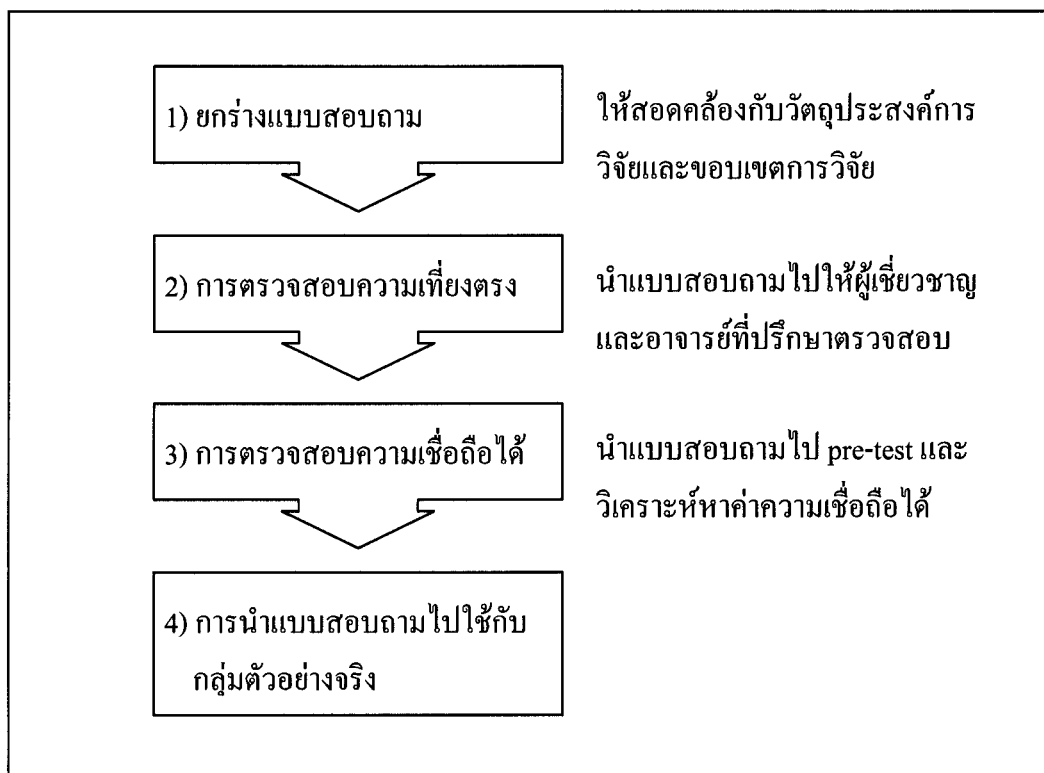 1) ยกร่างแบบสอบถาม
ให้สอดคล้องกับวัตถุประสงค์การ
วิจัยและขอบเขตการวิจัย
2) การตรวจสอบความเที่ยงตรง
นำแบบสอบถามไปให้ผู้เชี่ยวชาญ
และอาจารย์ที่ปรึกษาตรวจสอบ
3) การตรวจสอบความเชื่อถือได้
นำแบบสอบถามไป pre-test และ
วิเคราะห์หาค่าความเชื่อถือได้
4) การนำแบบสอบถามไปใช้กับ
กลุ่มตัวอย่างจริง